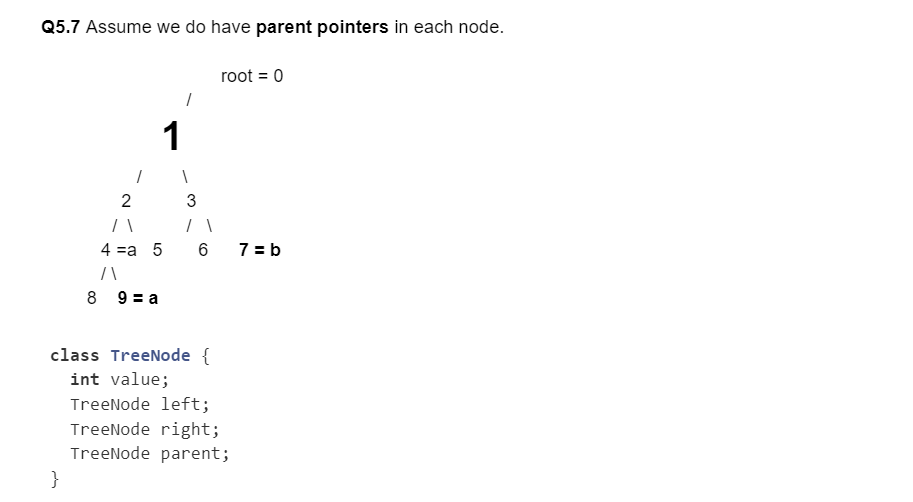 Q5.7 Assume we do have parent pointers in each node.
root = 0
/
1
/ \
2 3
/ \ / \
4 =a 5 6 7 = b
/ \
8 9 = a
class TreeNode {
int value;
TreeNode left;
TreeNode right;
TreeNode parent;
}